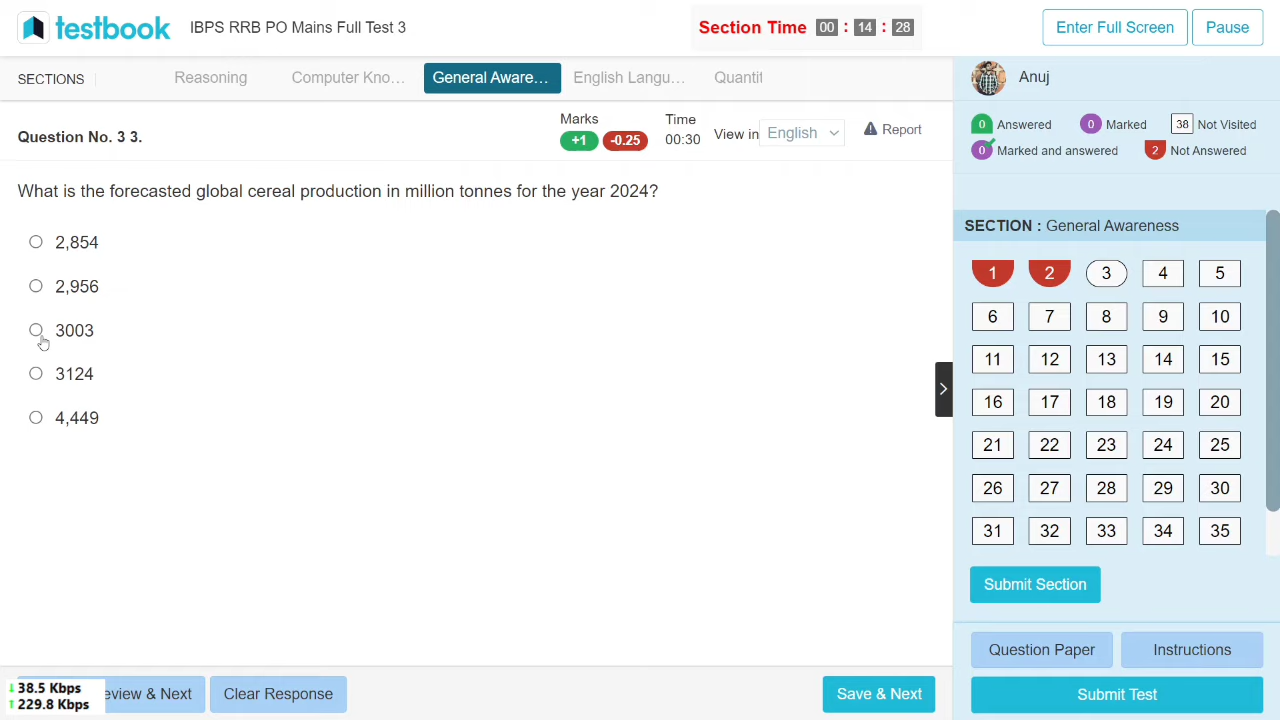 testbook IBPS RRB PO Mains Full Test 3 Section Time 00 : 14 : 28 Enter Full Screen Pause
SECTIONS Reasoning Computer Kno... General Aware... English Langu... Quantit
Anuj
Question No. 3 3. Marks +1 -0.25 Time 00:30 View in English Report
0 Answered 0 Marked 38 Not Visited
0 Marked and answered 2 Not Answered
What is the forecasted global cereal production in million tonnes for the year 2024?
2,854
2,956
3003
3124
4,449
SECTION : General Awareness
1 2 3 4 5
6 7 8 9 10
11 12 13 14 15
16 17 18 19 20
21 22 23 24 25
26 27 28 29 30
31 32 33 34 35
Submit Section
Question Paper Instructions
38.5 Kbps
229.8 Kbps
eview & Next Clear Response Save & Next Submit Test